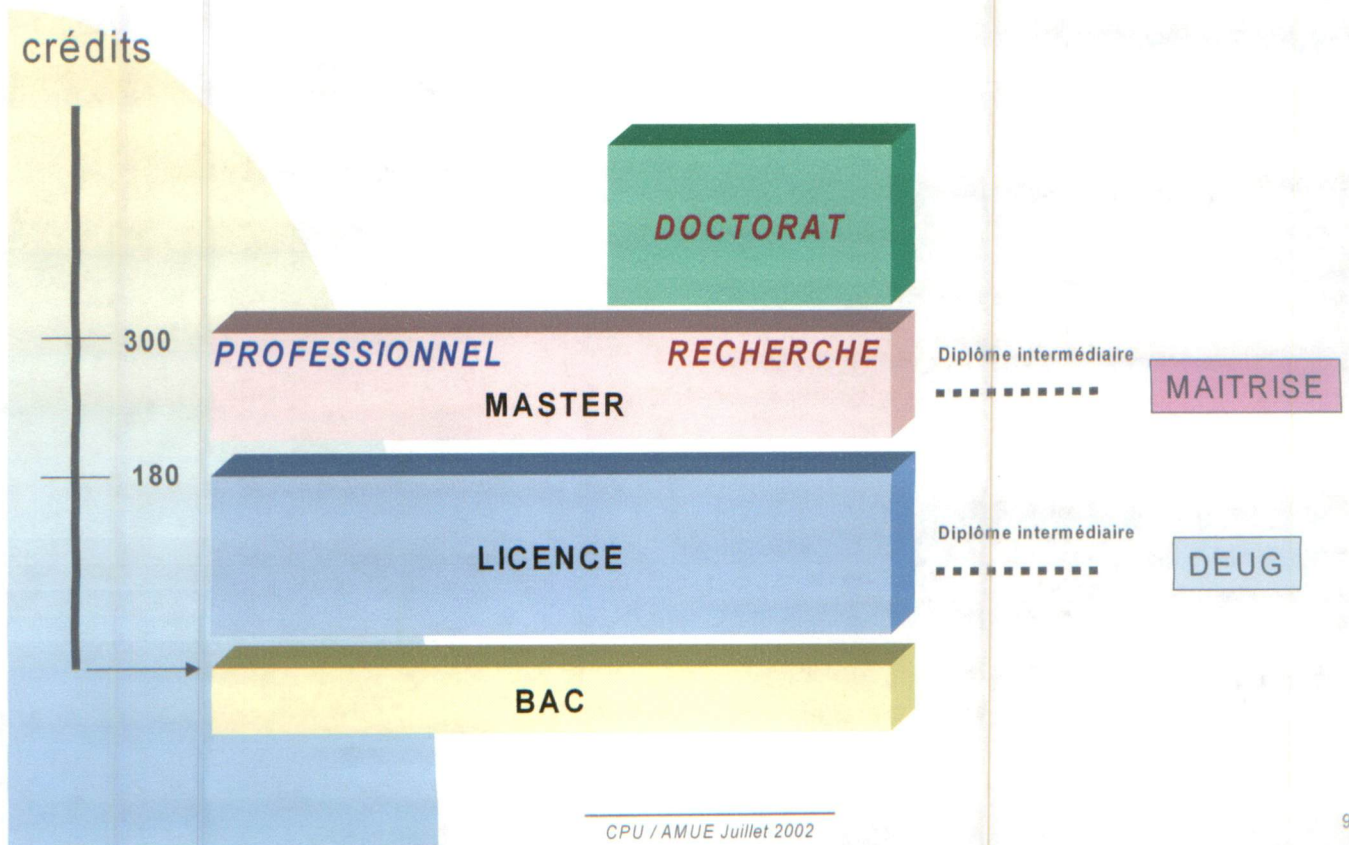 crédits
DOCTORAT
300
PROFESSIONNEL RECHERCHE
MASTER
Diplôme intermédiaire
MAITRISE
180
LICENCE
Diplôme intermédiaire
DEUG
BAC
CPU / AMUE Juillet 2002
9